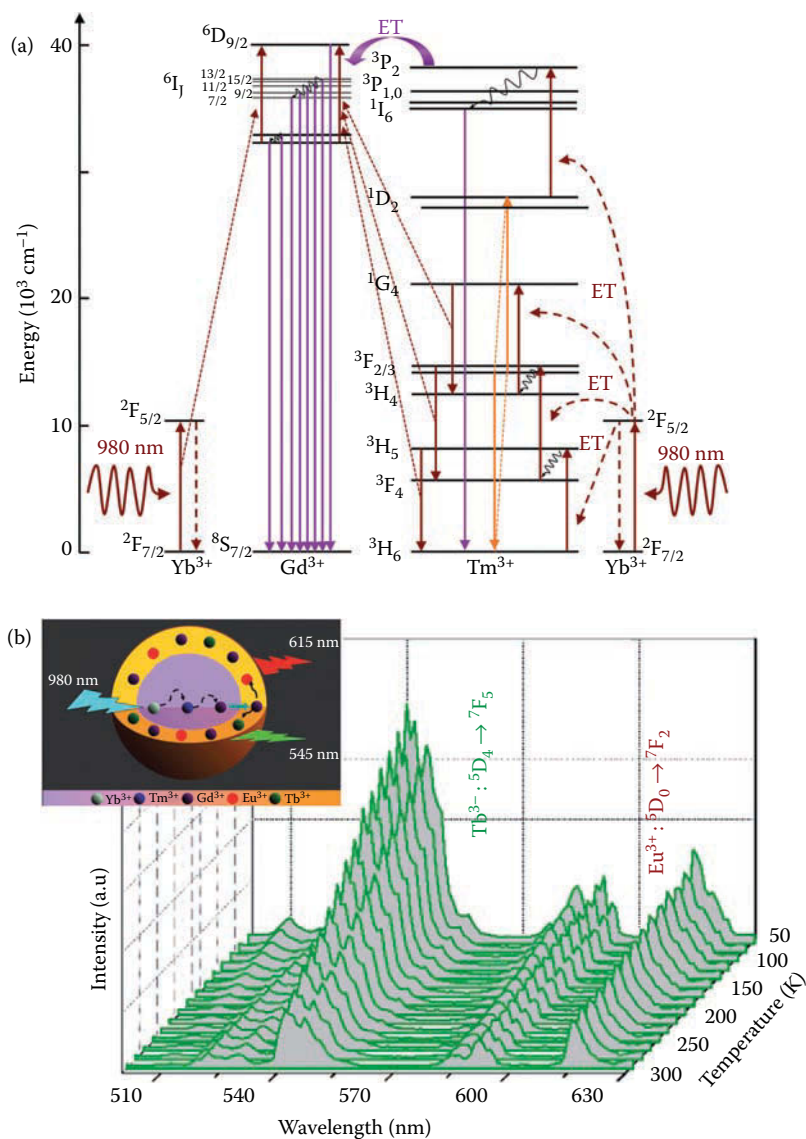 (a)
Energy (10³ cm⁻¹)
40
20
10
0
⁶D₉/₂
⁶I_J
13/2 15/2
11/2 9/2
7/2
ET
³P₂
³P₁,₀
¹I₆
¹D₂
¹G₄
ET
³F₂/₃
³H₄
ET
²F₅/₂
²F₅/₂
980 nm
³H₅
ET
980 nm
³F₄
²F₇/₂
⁸S₇/₂
³H₆
²F₇/₂
Yb³⁺
Gd³⁺
Tm³⁺
Yb³⁺
(b)
615 nm
980 nm
545 nm
Yb³⁺ Tm³⁺ Gd³⁺ Eu³⁺ Tb³⁺
Tb³⁻ : ⁵D₄ → ⁷F₅
Eu³⁺ : ⁵D₀ → ⁷F₂
Intensity (a.u)
50
100
150
200
250
300
Temperature (K)
510 540 570 600 630
Wavelength (nm)